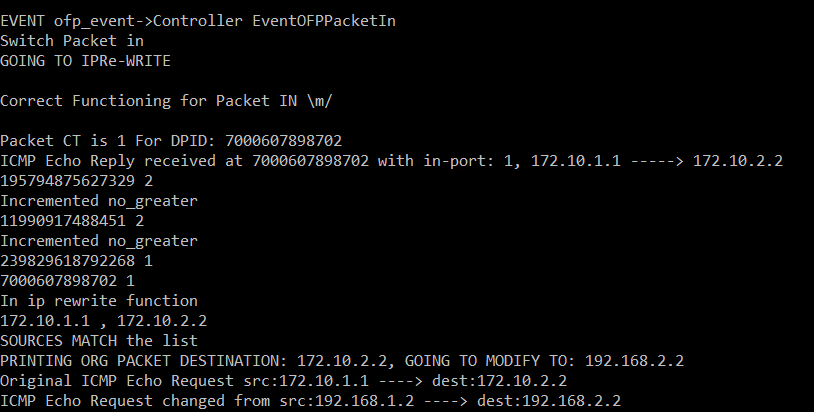 EVENT ofp_event->Controller EventOFPPacketIn
Switch Packet in
GOING TO IPRe-WRITE
Correct Functioning for Packet IN \m/
Packet CT is 1 For DPID: 7000607898702
ICMP Echo Reply received at 7000607898702 with in-port: 1, 172.10.1.1 -----> 172.10.2.2
195794875627329 2
Incremented no_greater
11990917488451 2
Incremented no_greater
239829618792268 1
7000607898702 1
In ip rewrite function
172.10.1.1 , 172.10.2.2
SOURCES MATCH the list
PRINTING ORG PACKET DESTINATION: 172.10.2.2, GOING TO MODIFY TO: 192.168.2.2
Original ICMP Echo Request src:172.10.1.1 ----> dest:172.10.2.2
ICMP Echo Request changed from src:192.168.1.2 ----> dest:192.168.2.2